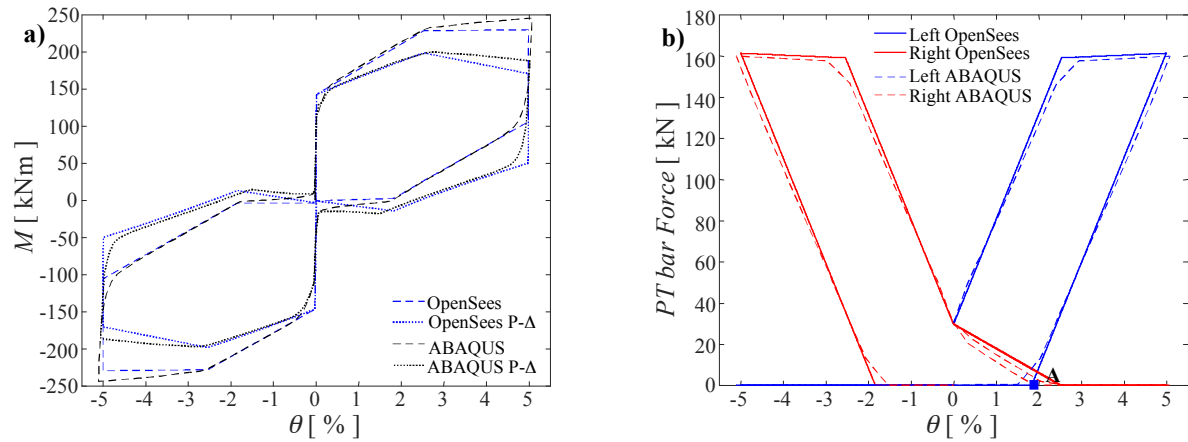 a)
M [ kNm]
250
200
150
100
50
0
-50
-100
-150
-200
-250
-5 -4 -3 -2 -1 0 1 2 3 4 5
θ [ % ]
OpenSees
OpenSees P-Δ
ABAQUS
ABAQUS P-Δ
b)
PT bar Force [ kN]
180
160
140
120
100
80
60
40
20
0
-5 -4 -3 -2 -1 0 1 2 3 4 5
θ [ % ]
Left OpenSees
Right OpenSees
Left ABAQUS
Right ABAQUS
A